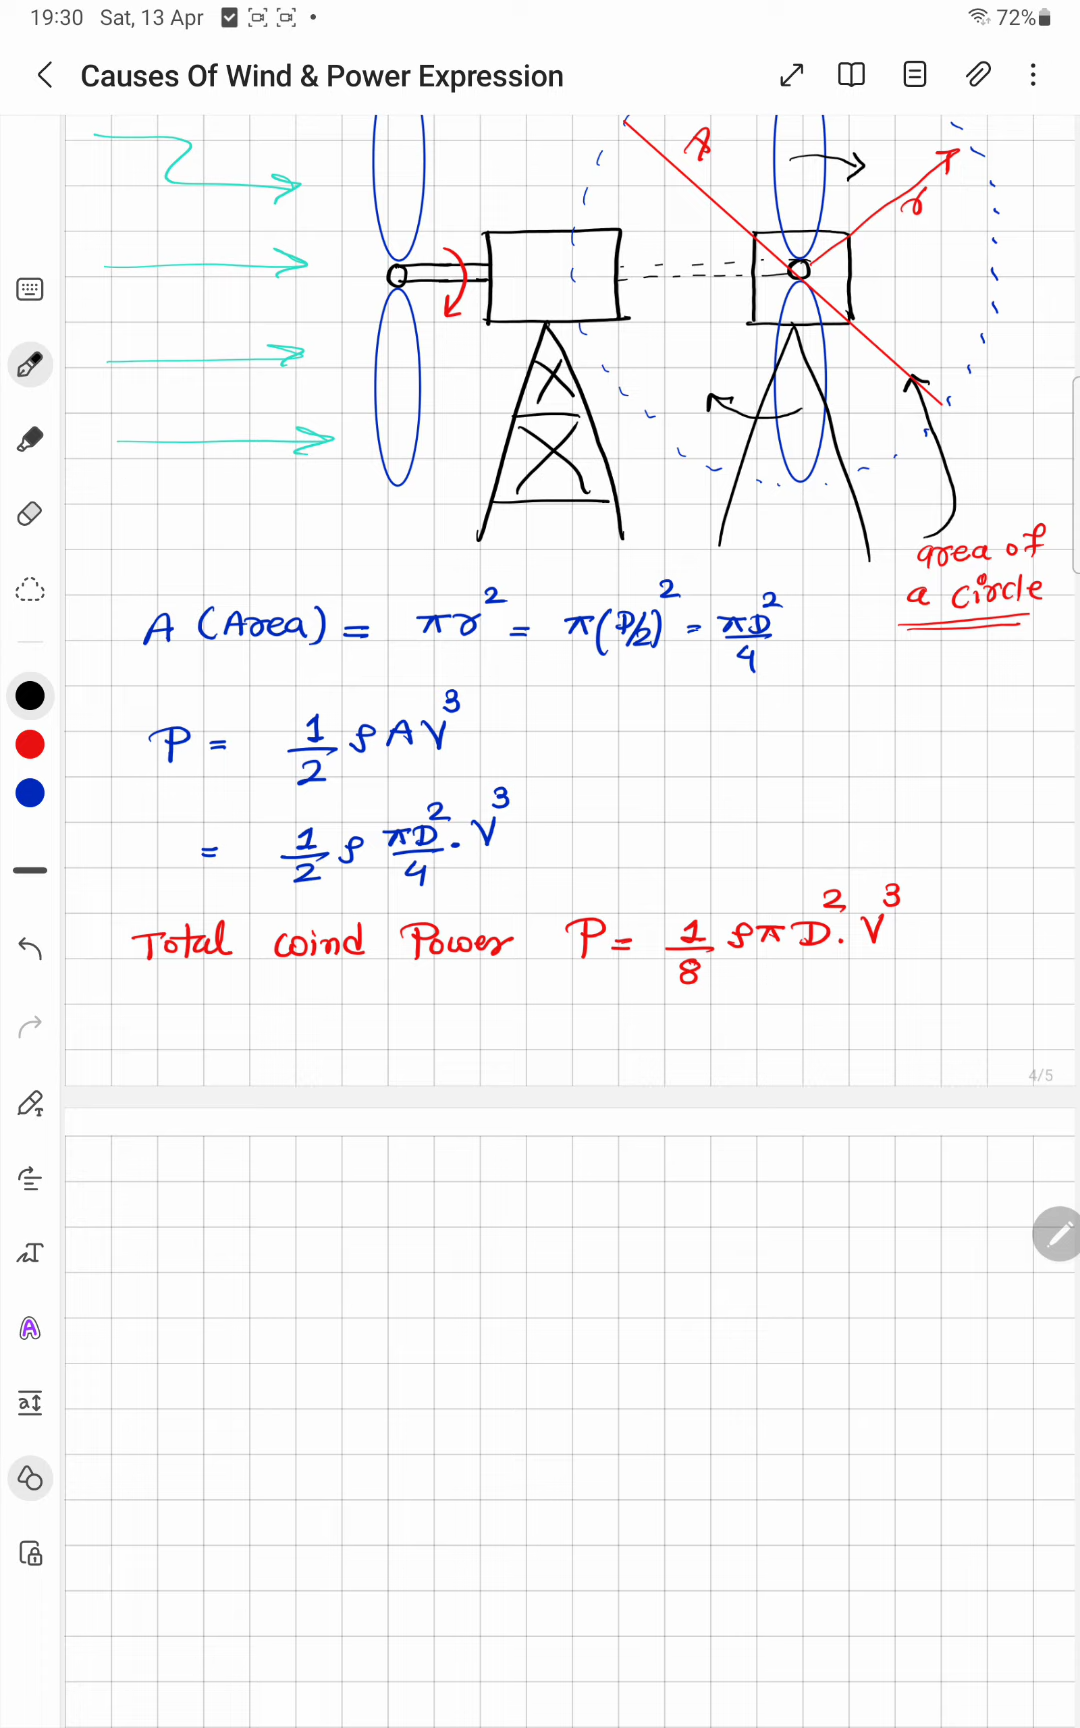 19:30 Sat, 13 Apr 72%
Causes Of Wind & Power Expression
A
r
area of
a circle
A (Area) = πr² = π(D/2)² = πD²/4
P = 1/2 ρAV³
= 1/2 ρ πD²/4 . V³
Total wind Power P = 1/8 ρπD².V³
4/5
T
T
A
a